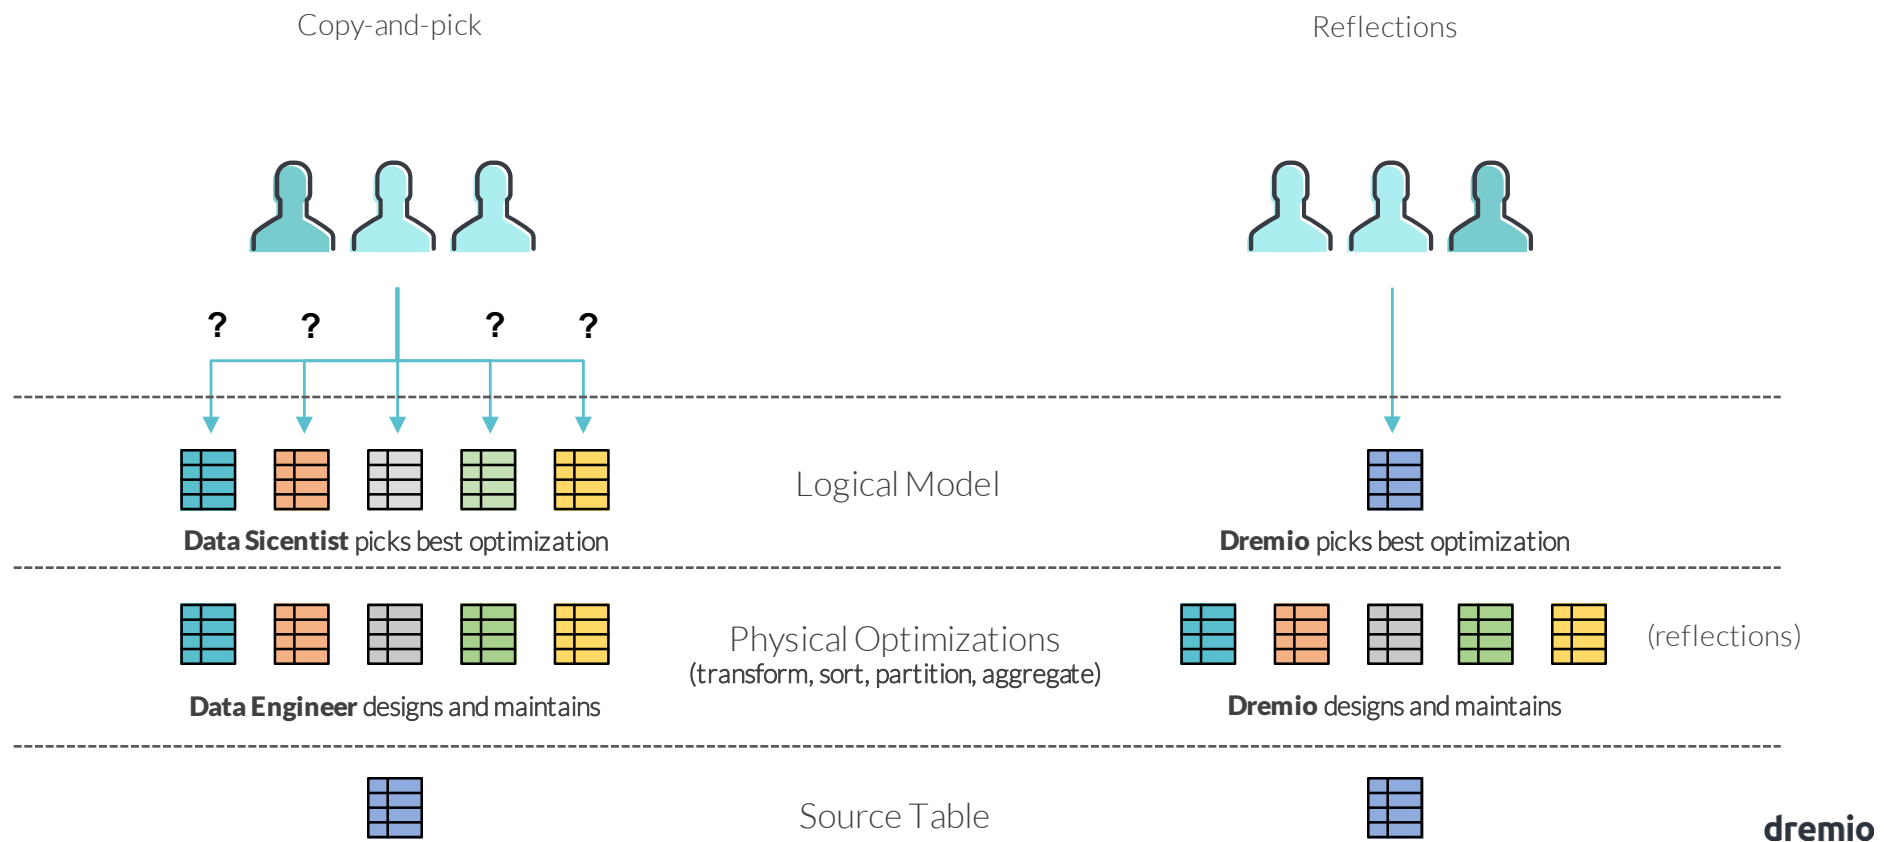 Copy-and-pick
Reflections
? ? ? ?
Logical Model
Data Sicentist picks best optimization
Dremio picks best optimization
Physical Optimizations
(transform, sort, partition, aggregate)
(reflections)
Data Engineer designs and maintains
Dremio designs and maintains
Source Table
dremio